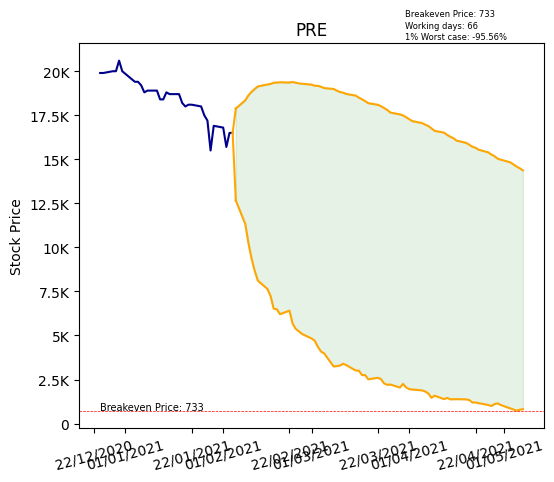 Breakeven Price: 733
Working days: 66
1% Worst case: -95.56%
PRE
Stock Price
20K
17.5K
15K
12.5K
10K
7.5K
5K
2.5K
0
Breakeven Price: 733
22/12/2020
01/01/2021
22/01/2021
01/02/2021
22/02/2021
01/03/2021
22/03/2021
01/04/2021
22/04/2021
01/05/2021